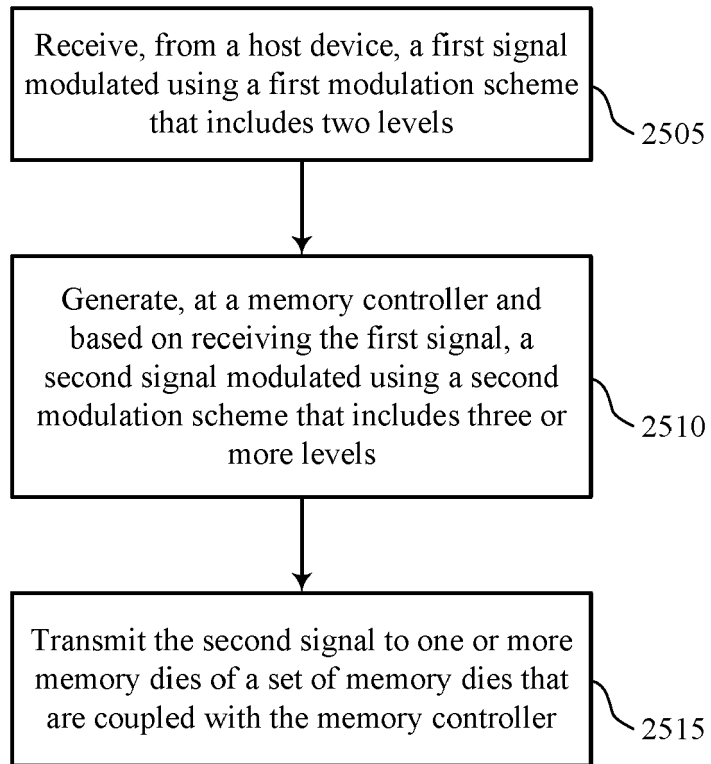 Receive, from a host device, a first signal
modulated using a first modulation scheme
that includes two levels
2505
Generate, at a memory controller and
based on receiving the first signal, a
second signal modulated using a second
modulation scheme that includes three or
more levels
2510
Transmit the second signal to one or more
memory dies of a set of memory dies that
are coupled with the memory controller
2515